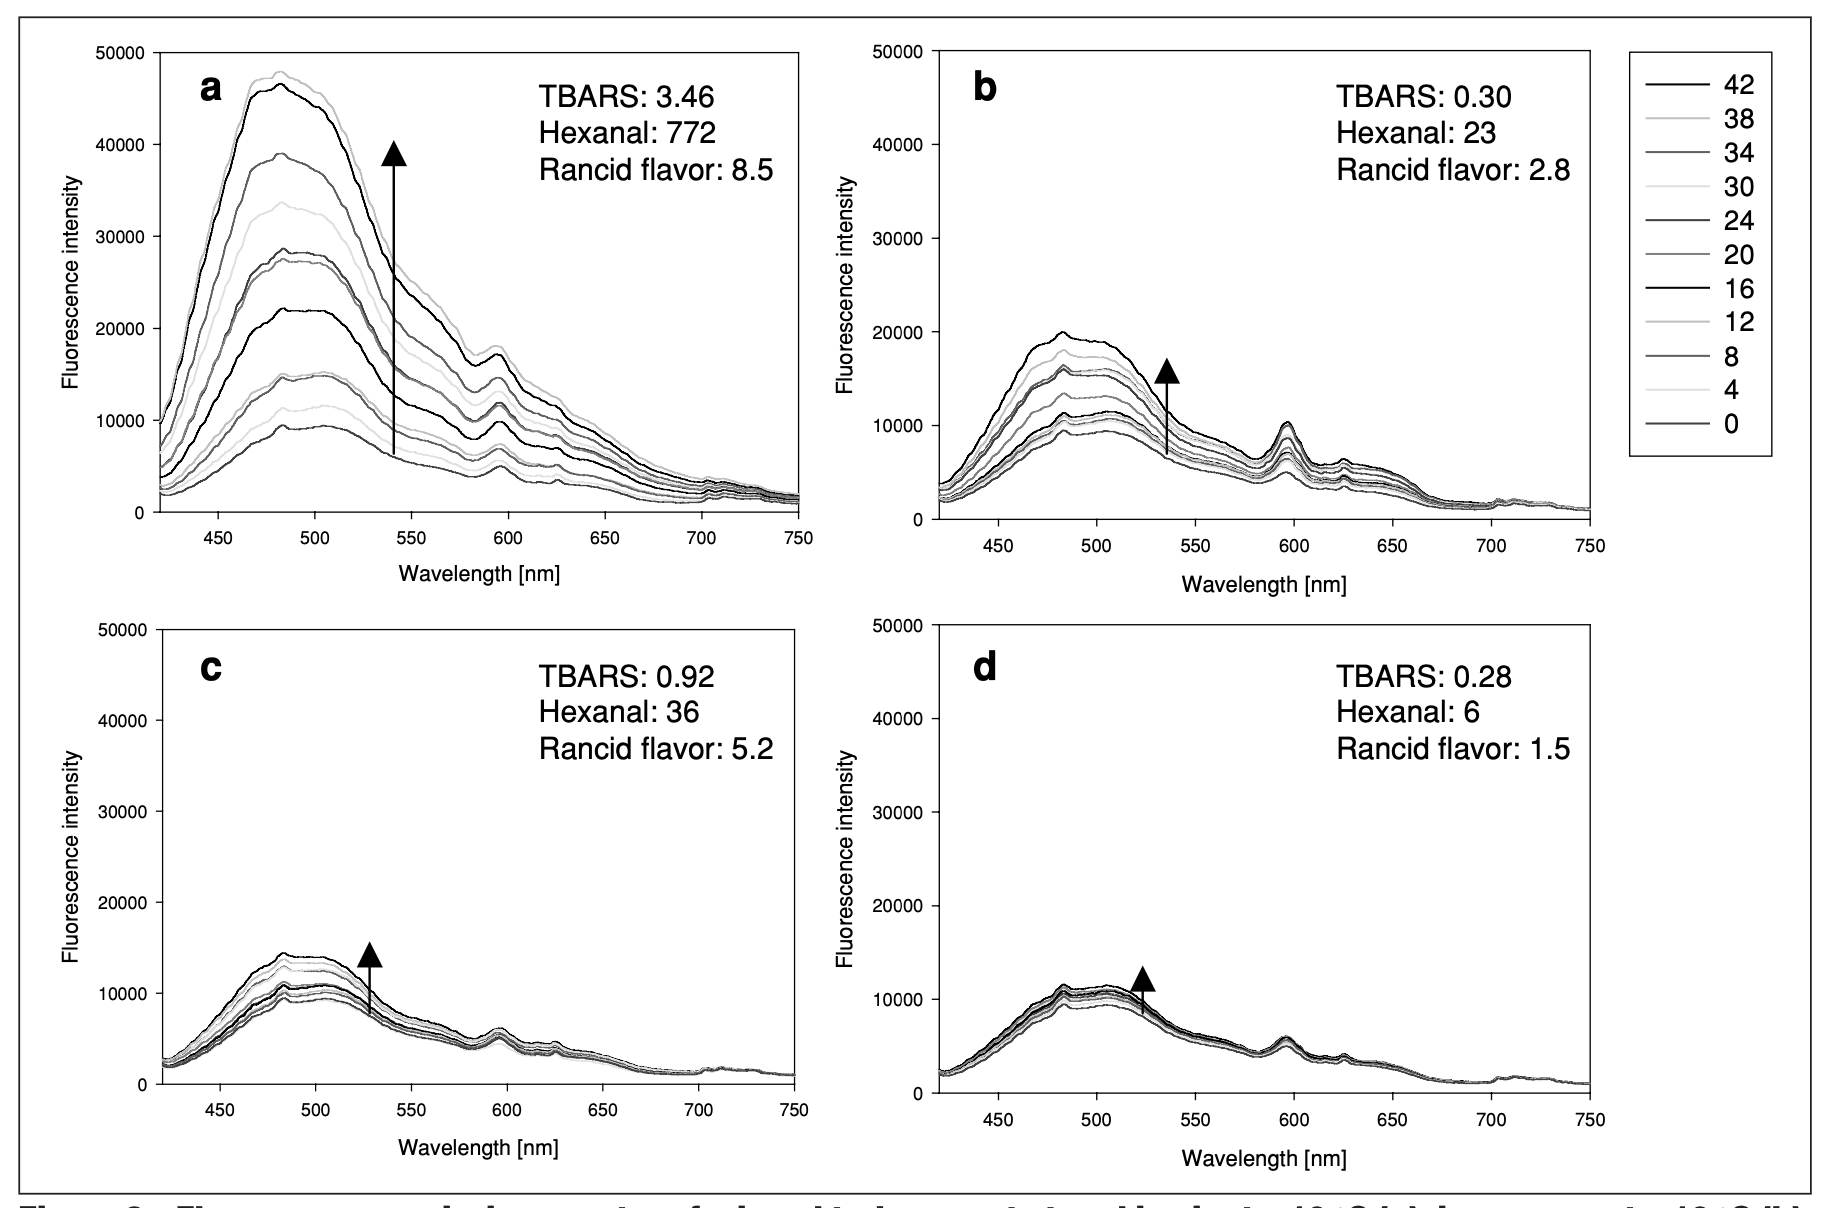 a
TBARS: 3.46
Hexanal: 772
Rancid flavor: 8.5
Fluorescence intensity
50000
40000
30000
20000
10000
0
450 500 550 600 650 700 750
Wavelength [nm]
b
TBARS: 0.30
Hexanal: 23
Rancid flavor: 2.8
Fluorescence intensity
50000
40000
30000
20000
10000
0
450 500 550 600 650 700 750
Wavelength [nm]
42
38
34
30
24
20
16
12
8
4
0
c
TBARS: 0.92
Hexanal: 36
Rancid flavor: 5.2
Fluorescence intensity
50000
40000
30000
20000
10000
0
450 500 550 600 650 700 750
Wavelength [nm]
d
TBARS: 0.28
Hexanal: 6
Rancid flavor: 1.5
Fluorescence intensity
50000
40000
30000
20000
10000
0
450 500 550 600 650 700 750
Wavelength [nm]